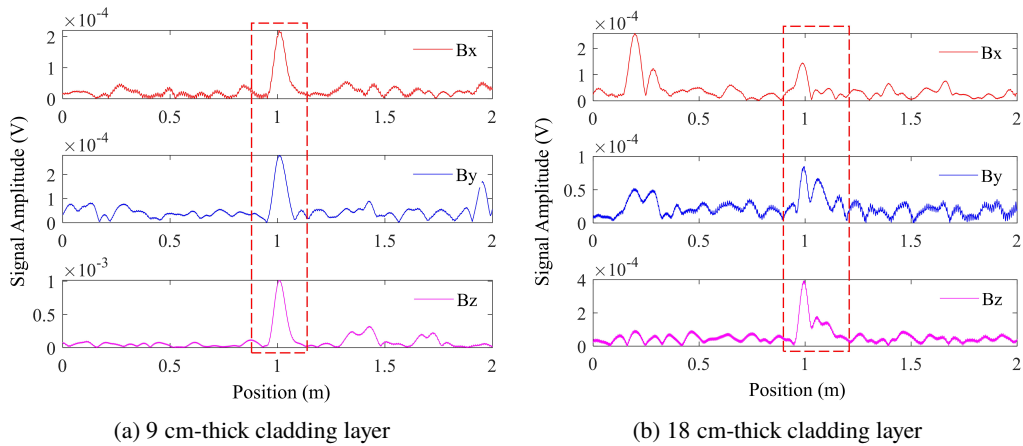 ×10⁻⁴
2
1
0
Bx
0 0.5 1 1.5 2
×10⁻⁴
2
1
0
By
0 0.5 1 1.5 2
×10⁻³
1
0.5
0
Bz
0 0.5 1 1.5 2
Signal Amplitude (V)
Position (m)
(a) 9 cm-thick cladding layer
×10⁻⁴
2
1
0
Bx
0 0.5 1 1.5 2
×10⁻⁴
1
0.5
0
By
0 0.5 1 1.5 2
×10⁻⁴
4
2
0
Bz
0 0.5 1 1.5 2
Signal Amplitude (V)
Position (m)
(b) 18 cm-thick cladding layer